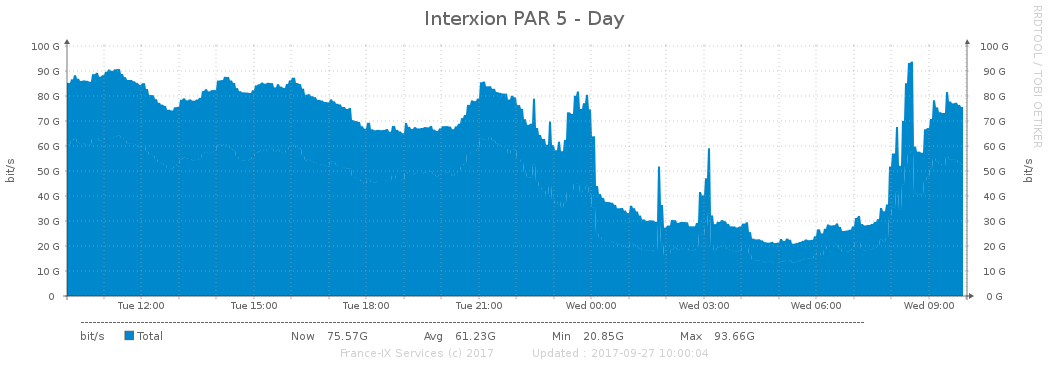 Interxion PAR 5 - Day
RRDTOOL / TOBI OETIKER
bit/s
100 G
90 G
80 G
70 G
60 G
50 G
40 G
30 G
20 G
10 G
0
100 G
90 G
80 G
70 G
60 G
50 G
40 G
30 G
20 G
10 G
0 G
bit/s
Tue 12:00 Tue 15:00 Tue 18:00 Tue 21:00 Wed 00:00 Wed 03:00 Wed 06:00 Wed 09:00
bit/s Total Now 75.57G Avg 61.23G Min 20.85G Max 93.66G
France-IX Services (c) 2017 Updated : 2017-09-27 10:00:04